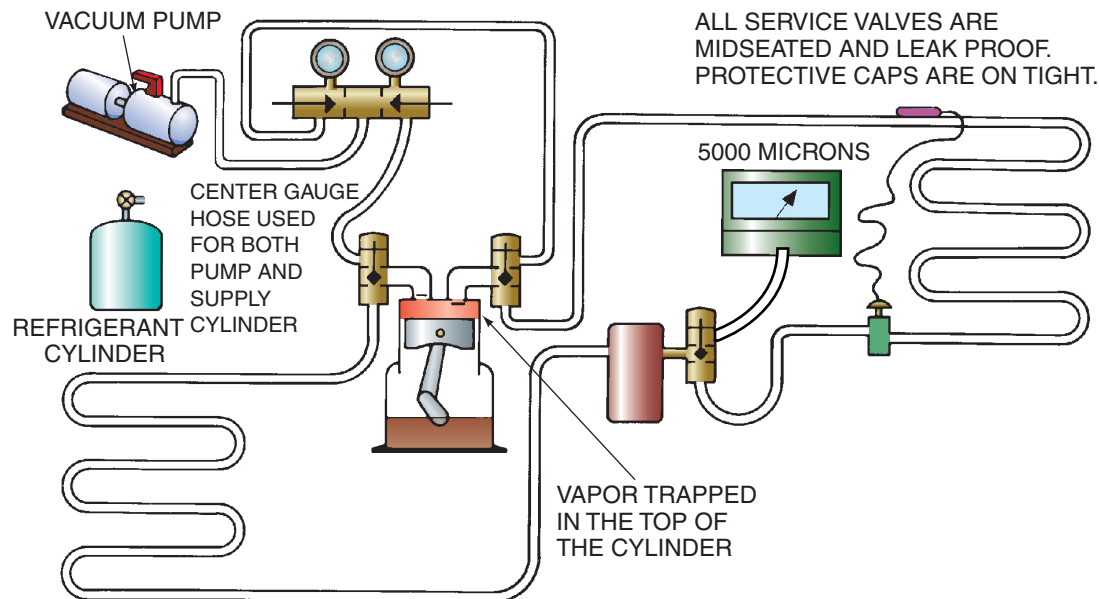 VACUUM PUMP
ALL SERVICE VALVES ARE
MIDSEATED AND LEAK PROOF.
PROTECTIVE CAPS ARE ON TIGHT.
5000 MICRONS
CENTER GAUGE
HOSE USED
FOR BOTH
PUMP AND
SUPPLY
CYLINDER
REFRIGERANT
CYLINDER
VAPOR TRAPPED
IN THE TOP OF
THE CYLINDER